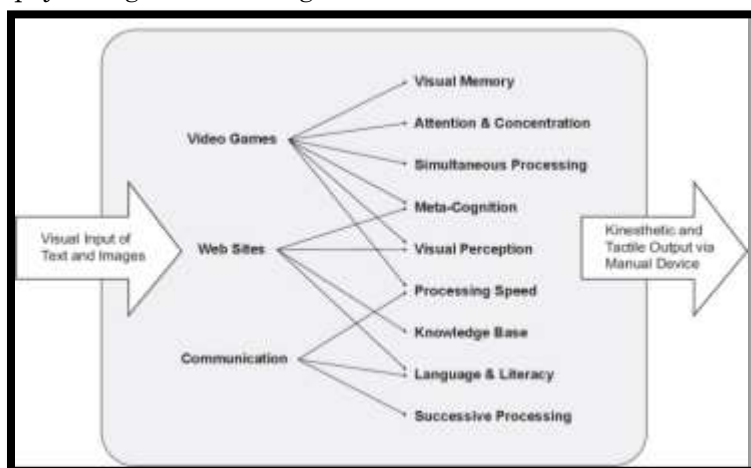 Visual Memory
Attention & Concentration
Video Games
Simultaneous Processing
Meta-Cognition
Visual Input of
Text and Images
Web Sites
Visual Perception
Kinesthetic and
Tactile Output via
Manual Device
Processing Speed
Knowledge Base
Communication
Language & Literacy
Successive Processing